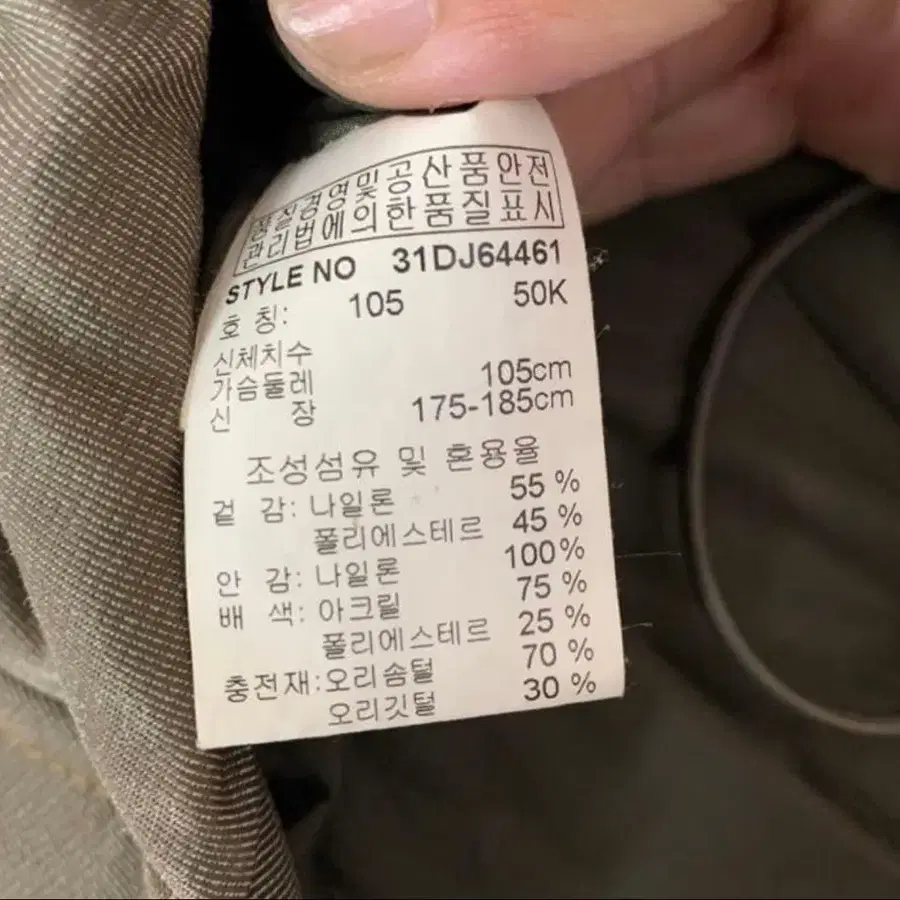 품질경영및공산품안전
관리법에의한품질표시
STYLE NO 31DJ64461
호 칭: 105 50K
신체치수
가슴둘레 105cm
신 장 175-185cm
조성섬유 및 혼용율
겉 감: 나일론 55 %
폴리에스테르 45 %
안 감: 나일론 100%
배 색: 아크릴 75 %
폴리에스테르 25 %
충전재:오리솜털 70 %
오리깃털 30 %